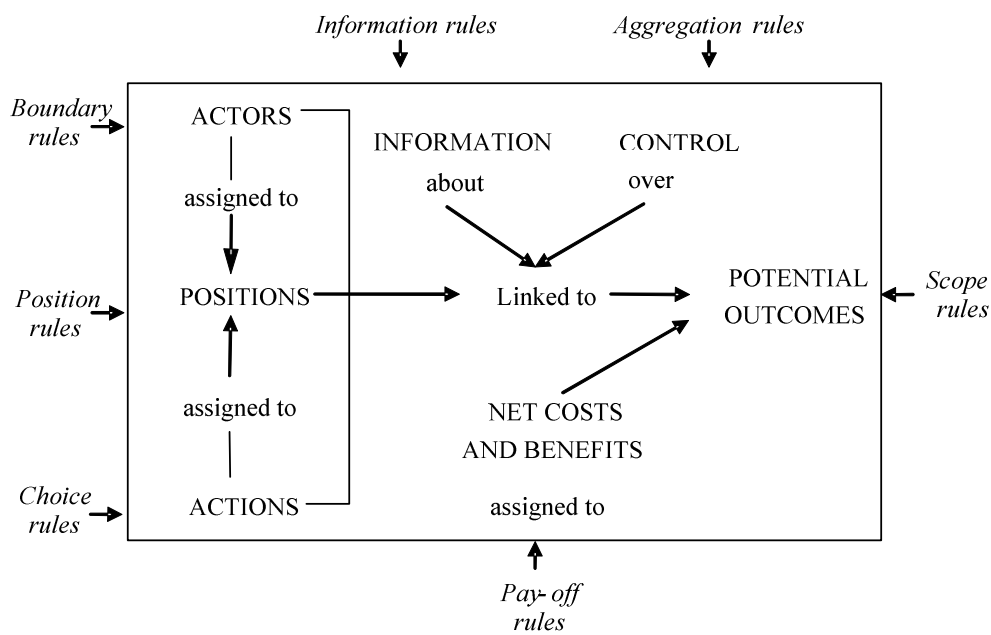 Information rules
Aggregation rules
Boundary
rules
ACTORS
INFORMATION
CONTROL
about
over
assigned to
Position
rules
POSITIONS
Linked to
POTENTIAL
OUTCOMES
Scope
rules
assigned to
NET COSTS
AND BENEFITS
Choice
rules
ACTIONS
assigned to
Pay-off
rules